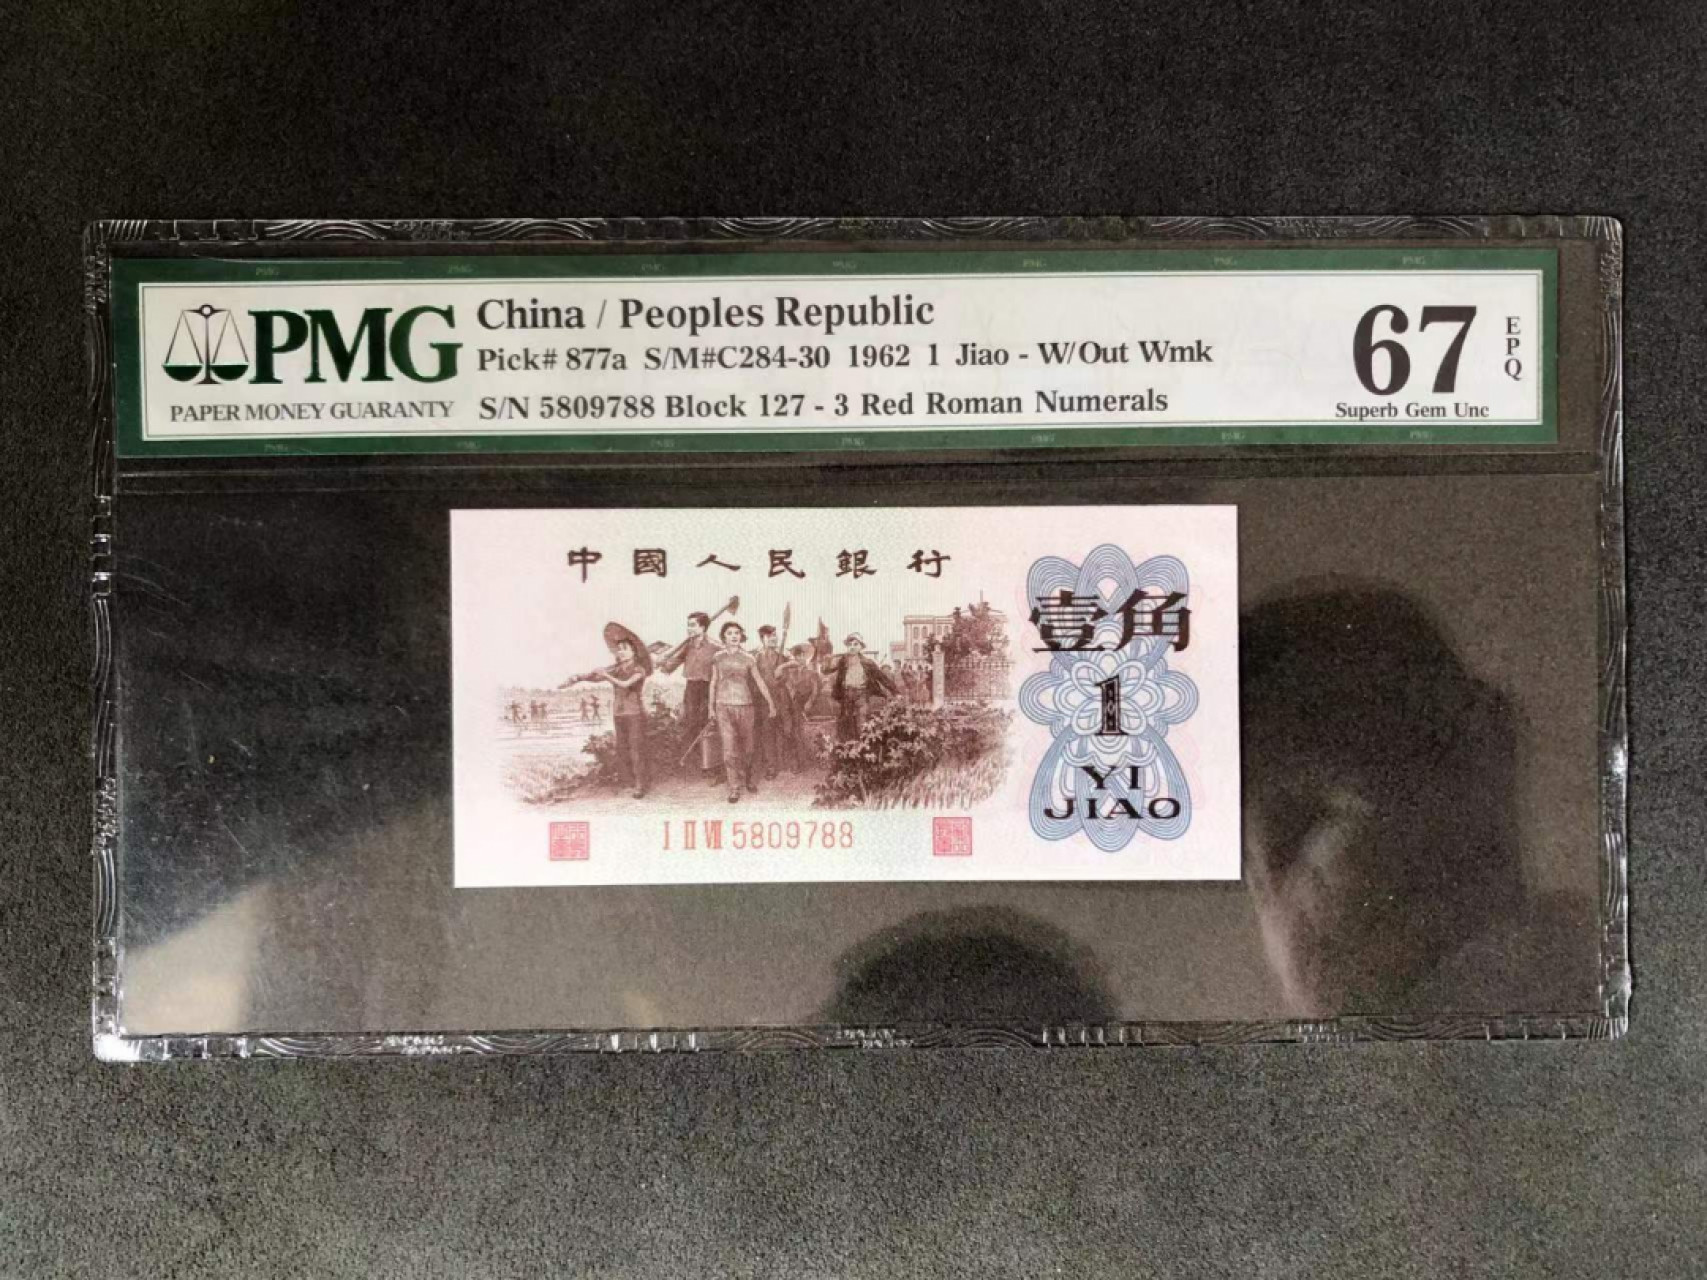 PMG
PAPER MONEY GUARANTY
China / Peoples Republic
Pick# 877a S/M#C284-30 1962 1 Jiao - W/Out Wmk
S/N 5809788 Block 127 - 3 Red Roman Numerals
67
EPQ
Superb Gem Unc
中國人民銀行
壹角
1
YI
JIAO
I II VII 5809788